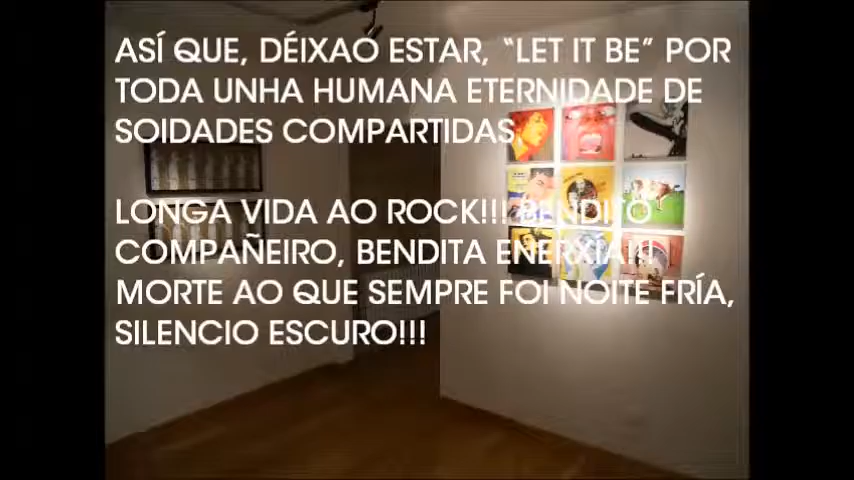 ASÍ QUE, DÉIXAO ESTAR, “LET IT BE” POR
TODA UNHA HUMANA ETERNIDADE DE
SOIDADES COMPARTIDAS.
LONGA VIDA AO ROCK!!! BENDITO
COMPAÑEIRO, BENDITA ENERXÍA!!!
MORTE AO QUE SEMPRE FOI NOITE FRÍA,
SILENCIO ESCURO!!!